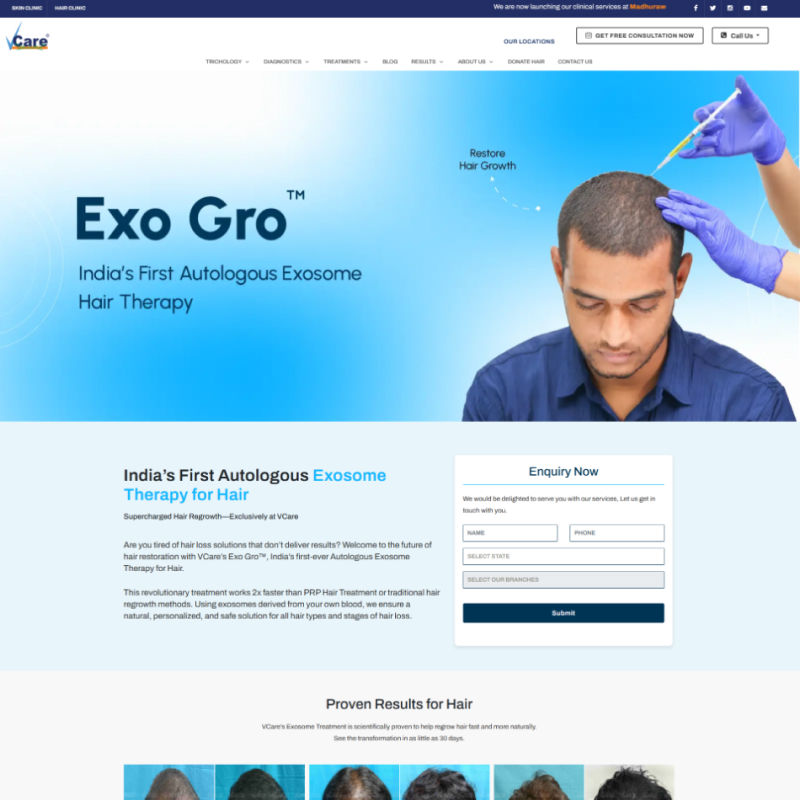 SKIN CLINIC
HAIR CLINIC
We are now launching our clinical services at Madhuraw
VCare
OUR LOCATIONS
GET FREE CONSULTATION NOW
Call Us
TRICHOLOGY
DIAGNOSTICS
TREATMENTS
BLOG
RESULTS
ABOUT US
DONATE HAIR
CONTACT US
Restore
Hair Growth
Exo Gro™
India's First Autologous Exosome
Hair Therapy
India's First Autologous Exosome
Therapy for Hair
Supercharged Hair Regrowth—Exclusively at VCare
Are you tired of hair loss solutions that don't deliver results? Welcome to the future of
hair restoration with VCare's Exo Gro™, India's first-ever Autologous Exosome
Therapy for Hair.
This revolutionary treatment works 2x faster than PRP Hair Treatment or traditional hair
regrowth methods. Using exosomes derived from your own blood, we ensure a
natural, personalized, and safe solution for all hair types and stages of hair loss.
Enquiry Now
We would be delighted to serve you with our services. Let us get in
touch with you.
NAME
PHONE
SELECT STATE
SELECT OUR BRANCHES
Submit
Proven Results for Hair
VCare's Exosome Treatment is scientifically proven to help regrow hair fast and more naturally.
See the transformation in as little as 30 days.